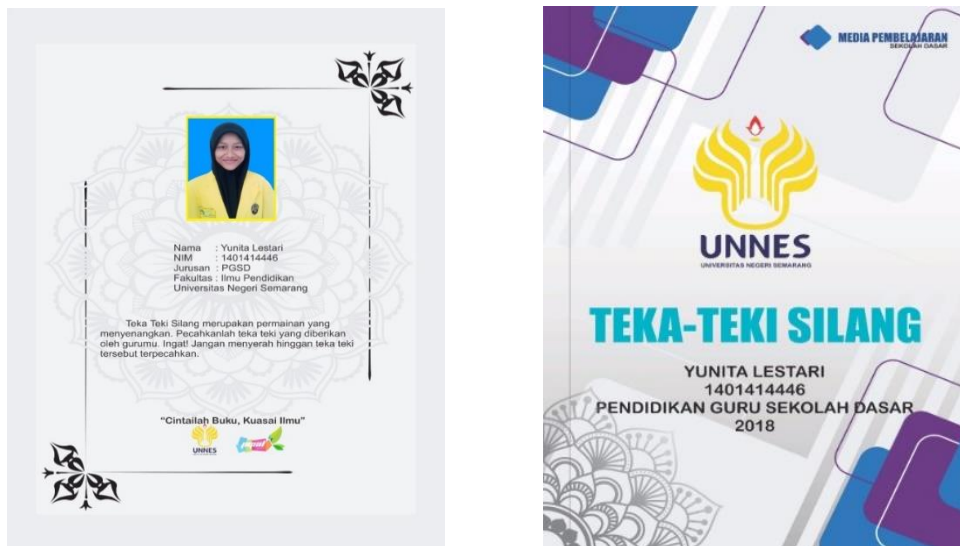 Nama : Yunita Lestari
NIM : 1401414446
Jurusan : PGSD
Fakultas : Ilmu Pendidikan
Universitas Negeri Semarang
Teka Teki Silang merupakan permainan yang
menyenangkan. Pecahkanlah teka teki yang diberikan
oleh gurumu. Ingat! Jangan menyerah hinggan teka teki
tersebut terpecahkan.
"Cintailah Buku, Kuasai Ilmu"
UNNES
MEDIA PEMBELAJARAN
SEKOLAH DASAR
UNNES
UNIVERSITAS NEGERI SEMARANG
TEKA-TEKI SILANG
YUNITA LESTARI
1401414446
PENDIDIKAN GURU SEKOLAH DASAR
2018